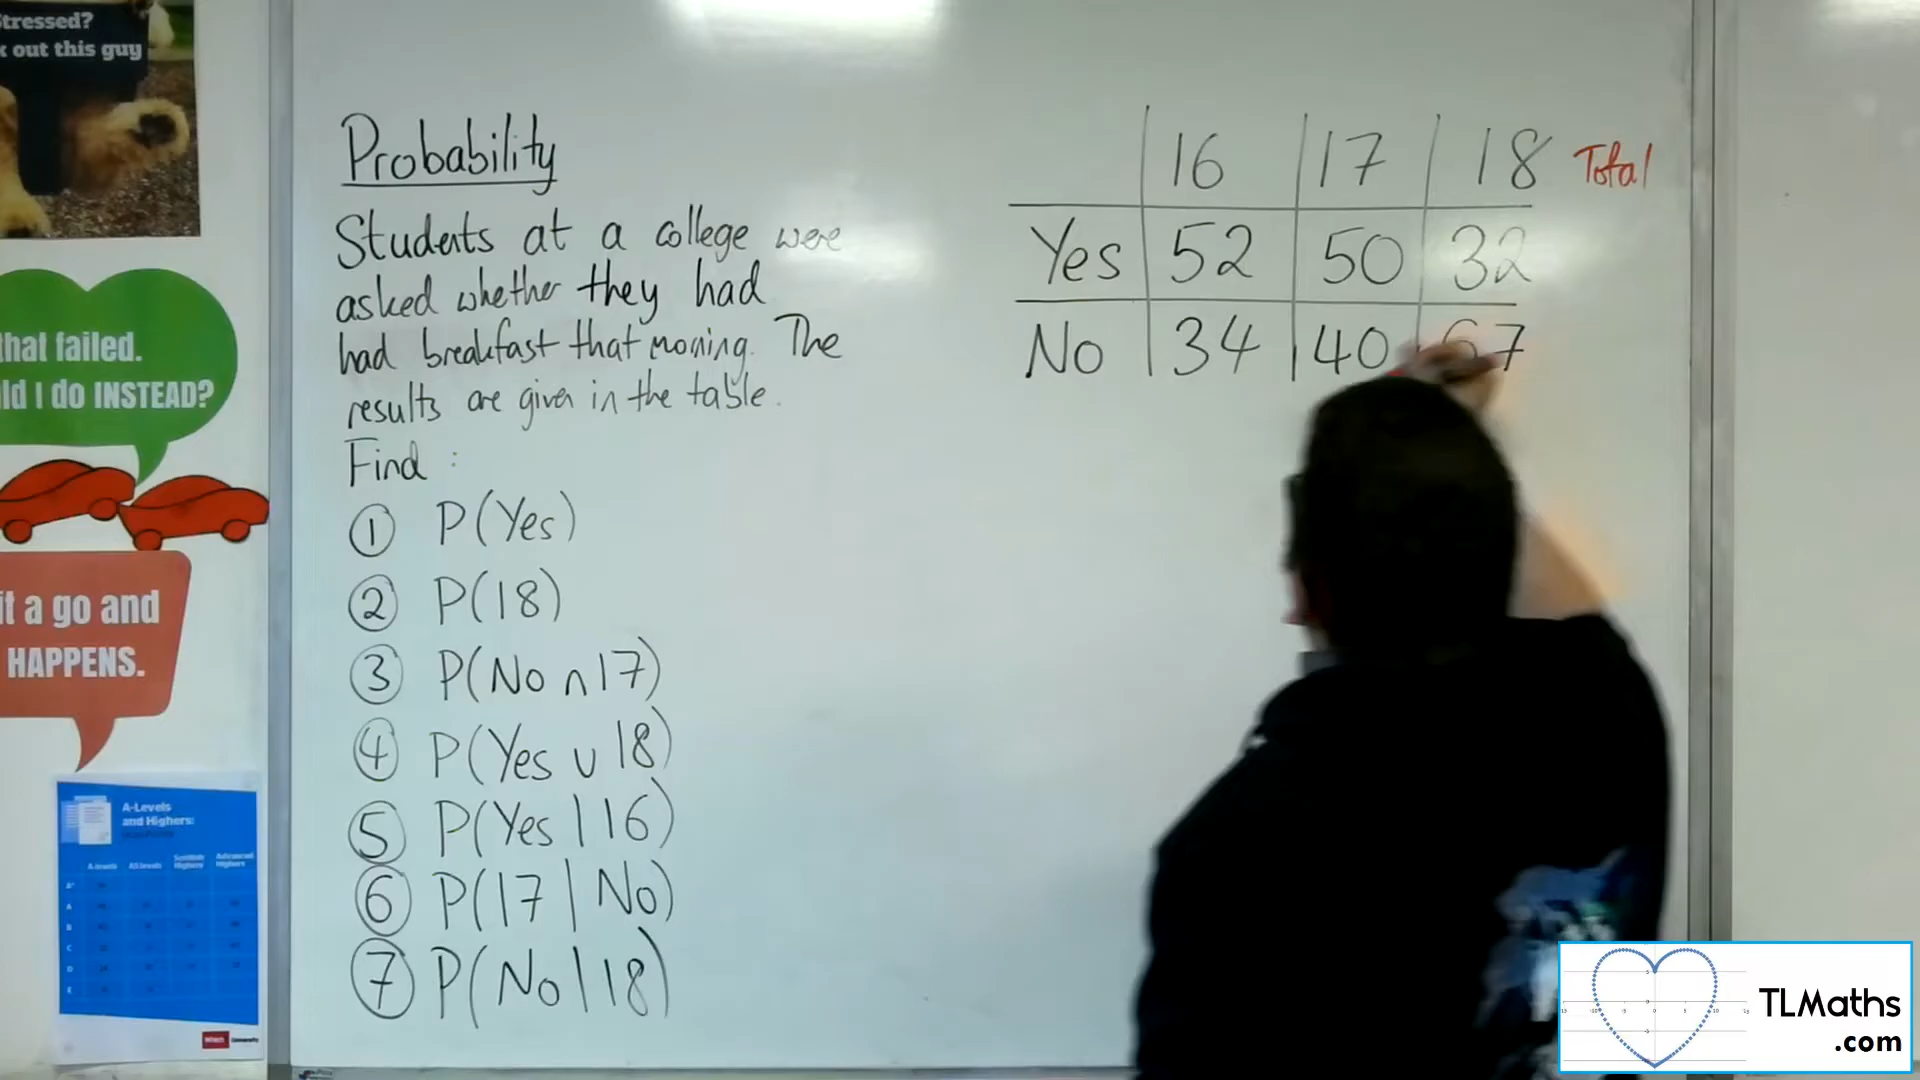 Stressed?
out this guy
Probability
Students at a college were
asked whether they had
had breakfast that morning. The
results are given in the table.
Find :
① P(Yes)
② P(18)
③ P(No ∩ 17)
④ P(Yes ∪ 18)
⑤ P(Yes | 16)
⑥ P(17 | No)
⑦ P(No | 18)
16 17 18 Total
Yes 52 50 32
No 34 40 67
that failed.
I do INSTEAD?
it a go and
HAPPENS.
A-Levels
and Highers:
TLMaths
.com